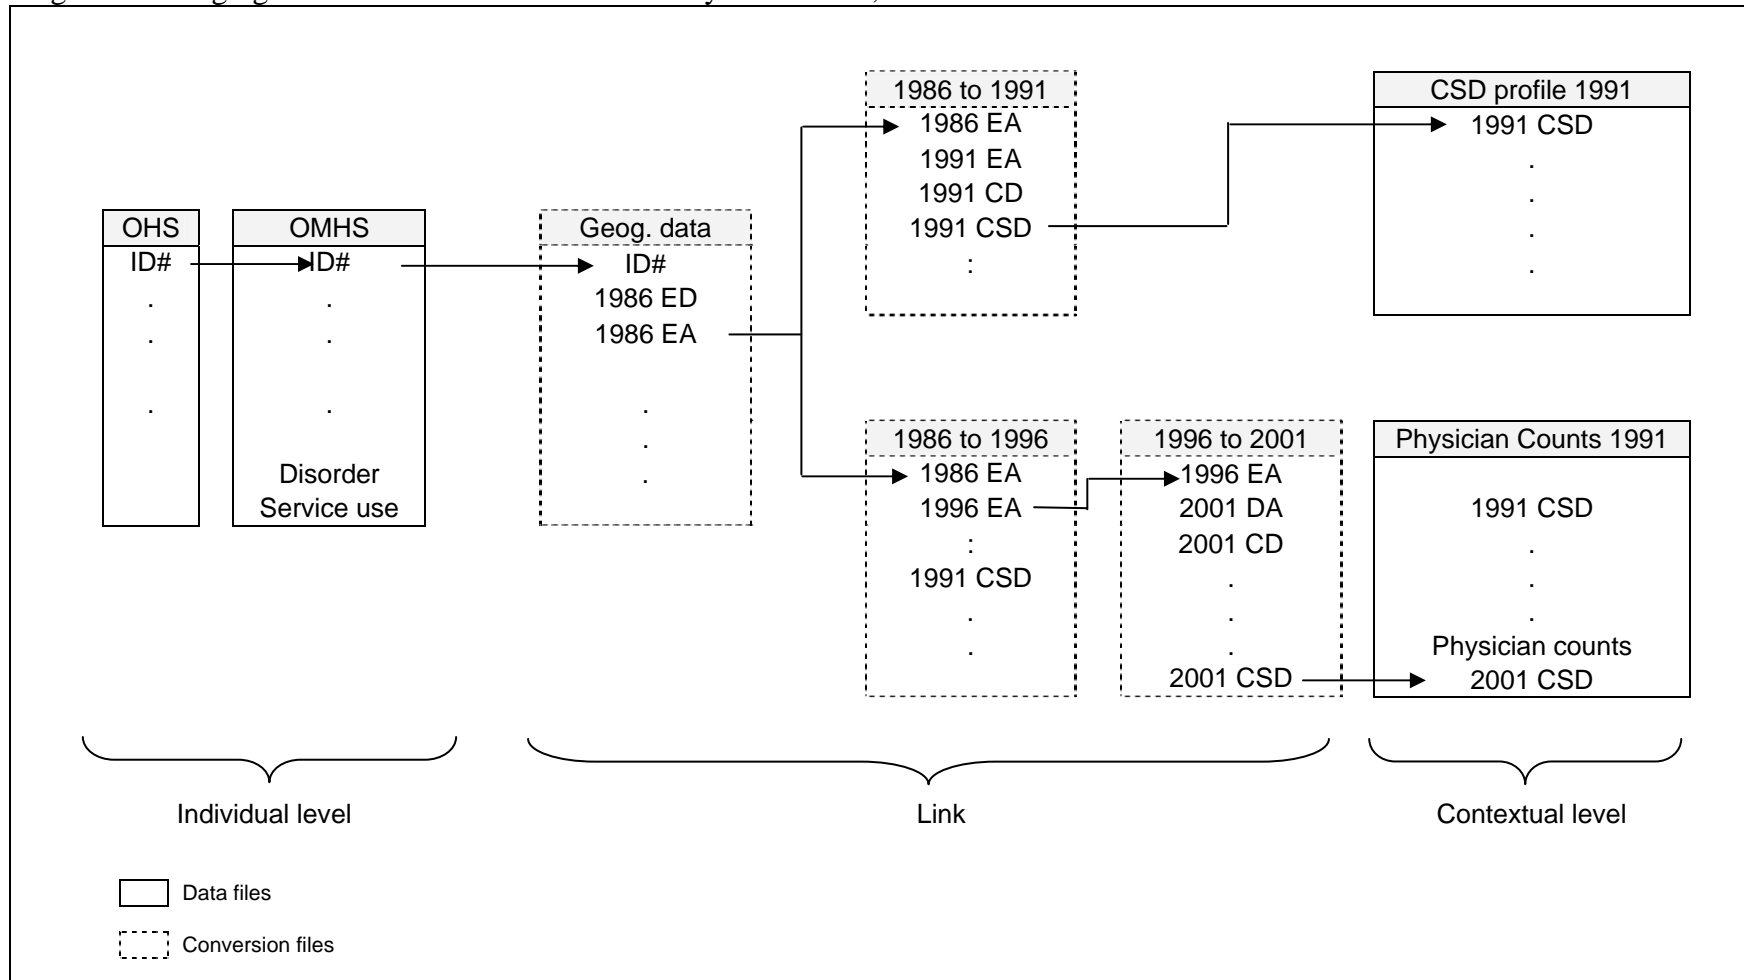 1986 to 1991
1986 EA
1991 EA
1991 CD
1991 CSD
:
CSD profile 1991
1991 CSD
.
.
.
.
OHS
ID#
.
.
.
OMHS
ID#
.
.
.
Disorder
Service use
Geog. data
ID#
1986 ED
1986 EA
.
.
.
1986 to 1996
1986 EA
1996 EA
:
1991 CSD
.
.
1996 to 2001
1996 EA
2001 DA
2001 CD
.
.
.
2001 CSD
Physician Counts 1991
1991 CSD
.
.
.
Physician counts
2001 CSD
Individual level
Link
Contextual level
Data files
Conversion files